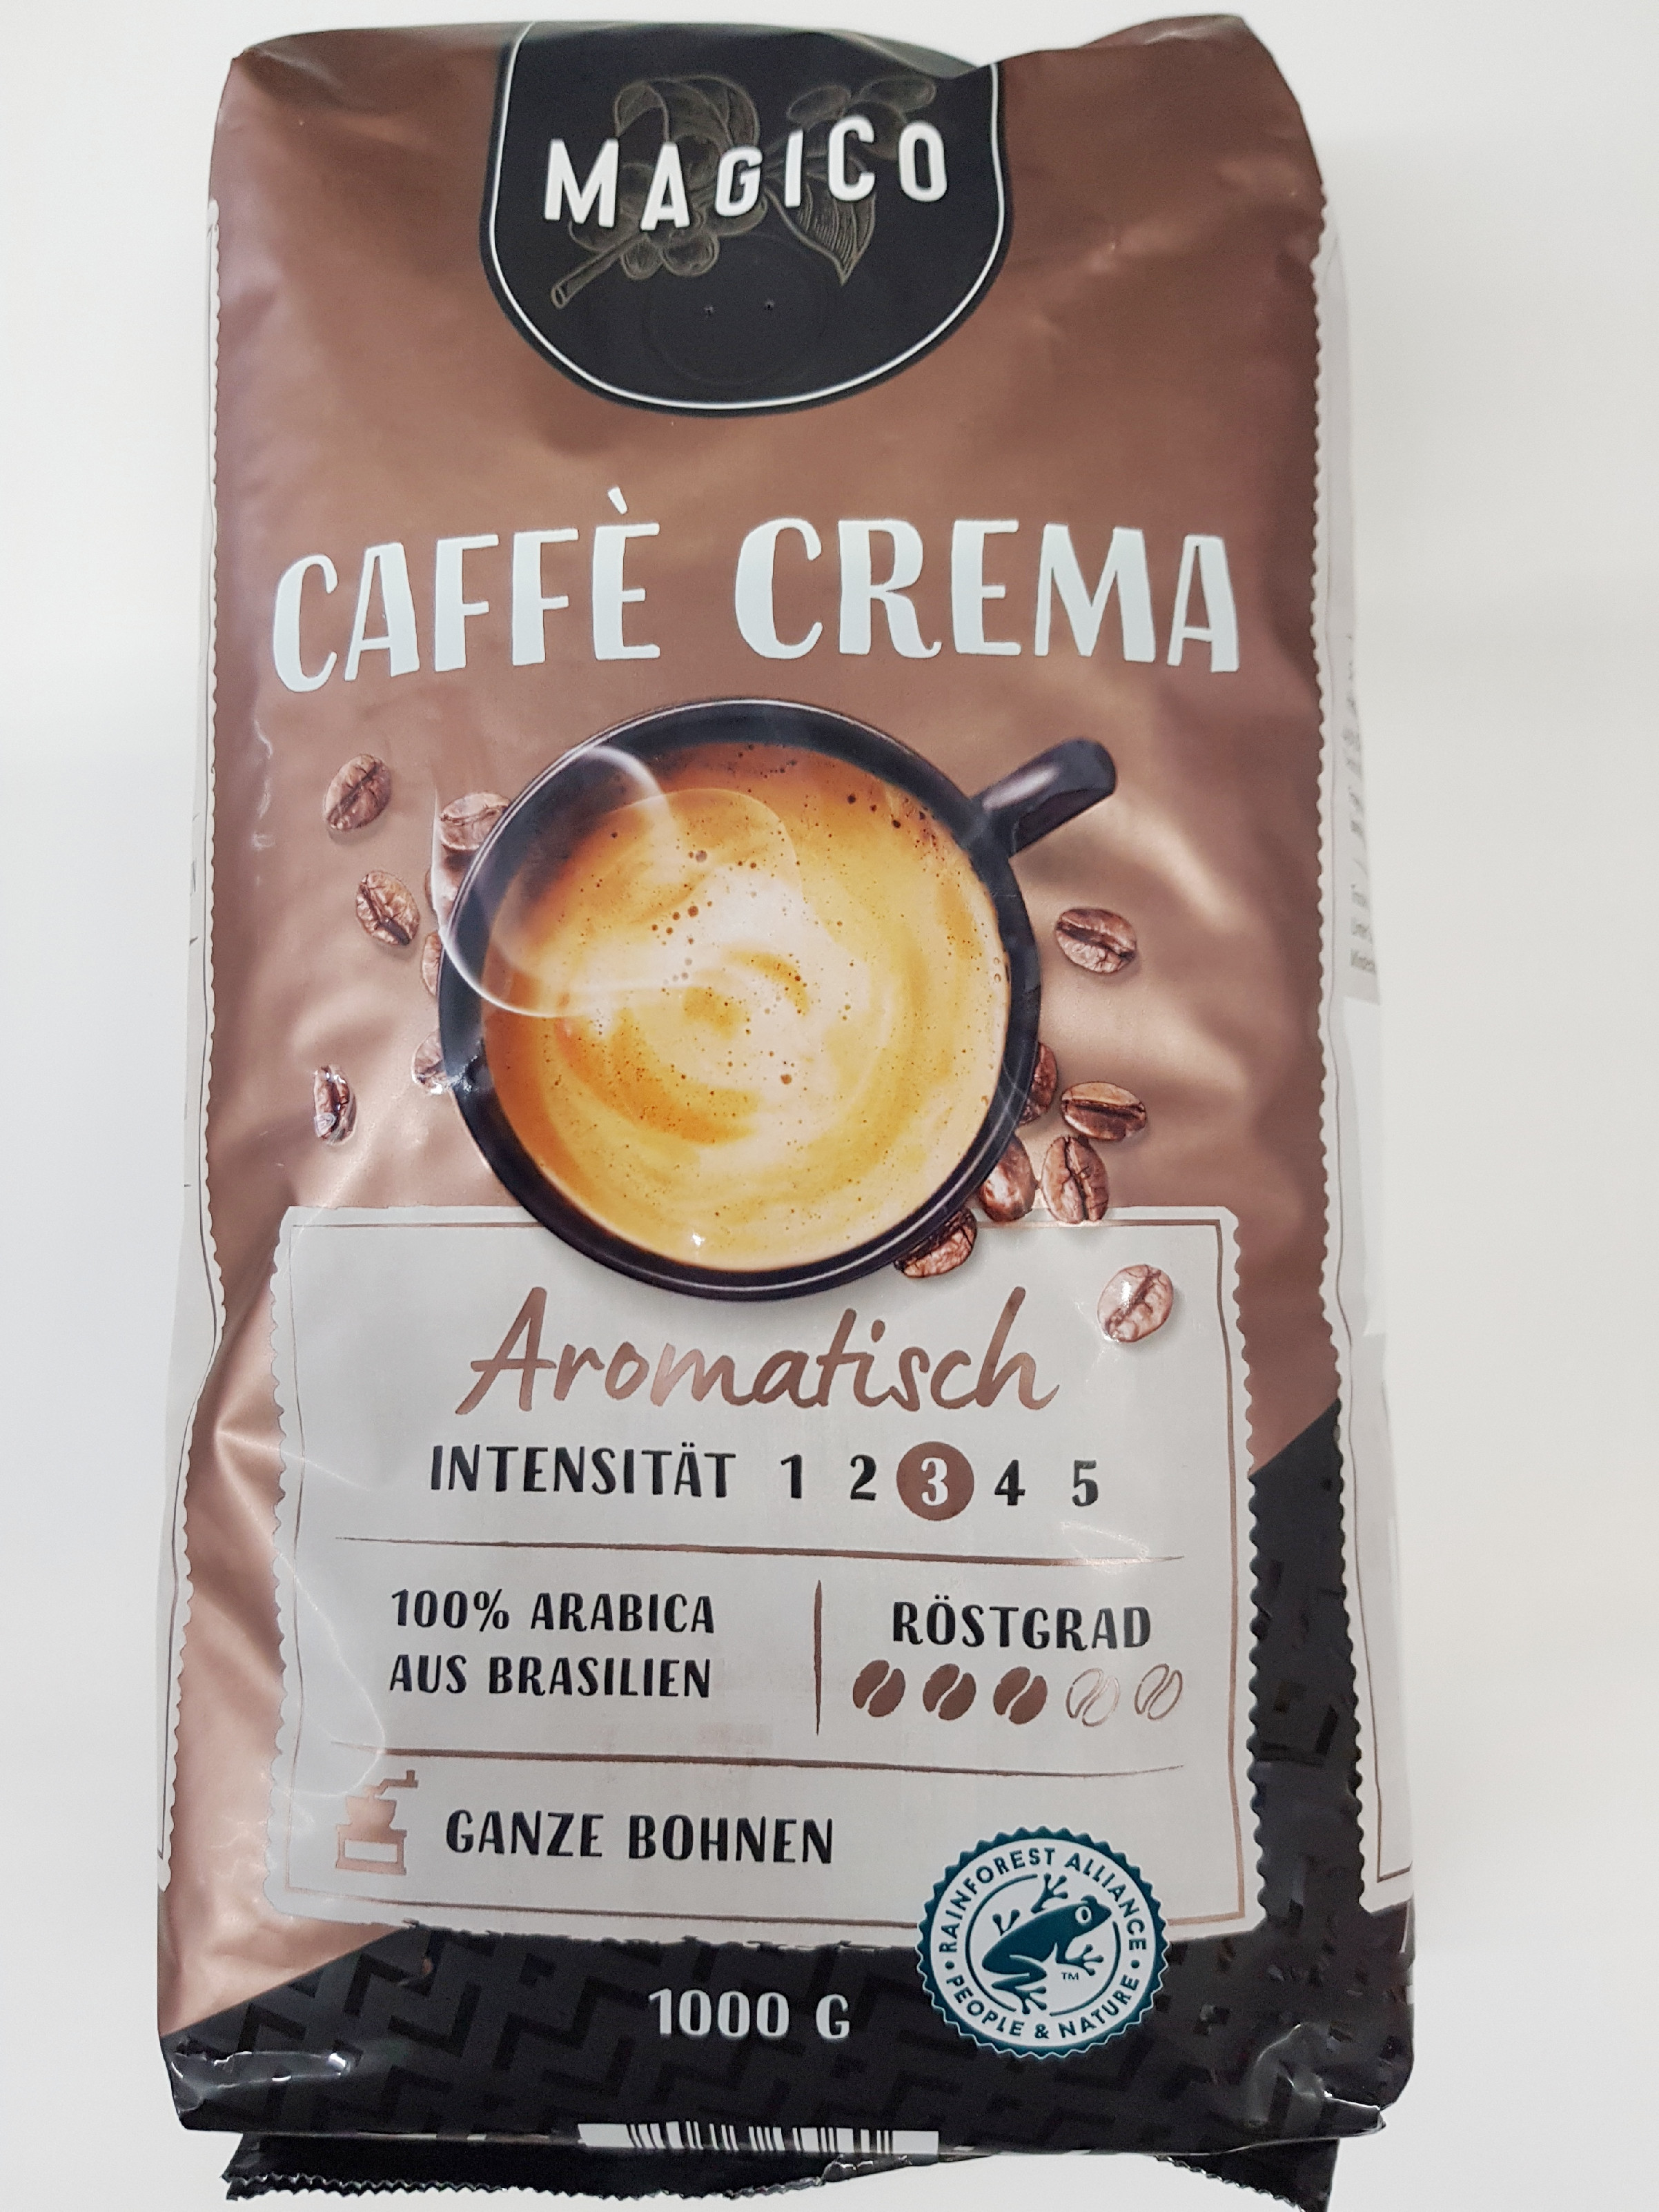 MAGICO
CAFFÈ CREMA
Aromatisch
INTENSITÄT 1 2 3 4 5
100% ARABICA
AUS BRASILIEN
RÖSTGRAD
GANZE BOHNEN
RAINFOREST ALLIANCE
PEOPLE & NATURE
TM
1000 G